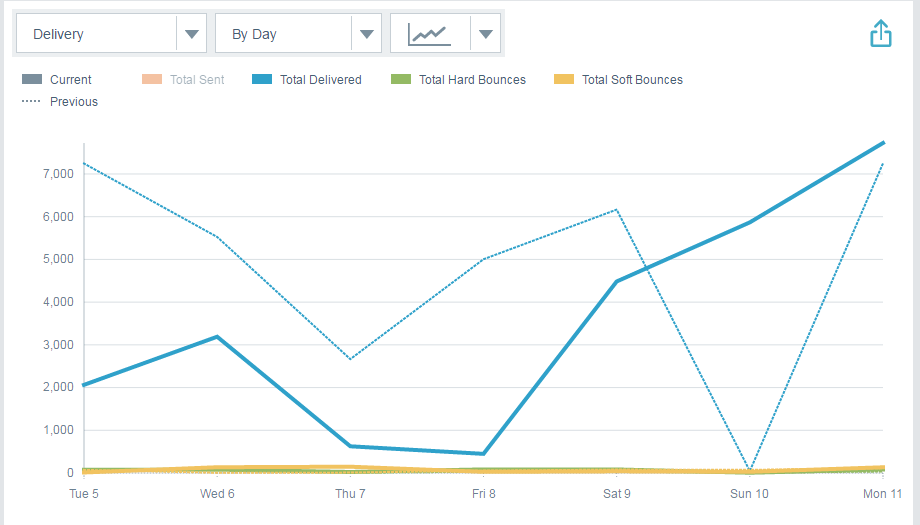 Delivery By Day
Current Total Sent Total Delivered Total Hard Bounces Total Soft Bounces
Previous
7,000
6,000
5,000
4,000
3,000
2,000
1,000
0
Tue 5 Wed 6 Thu 7 Fri 8 Sat 9 Sun 10 Mon 11